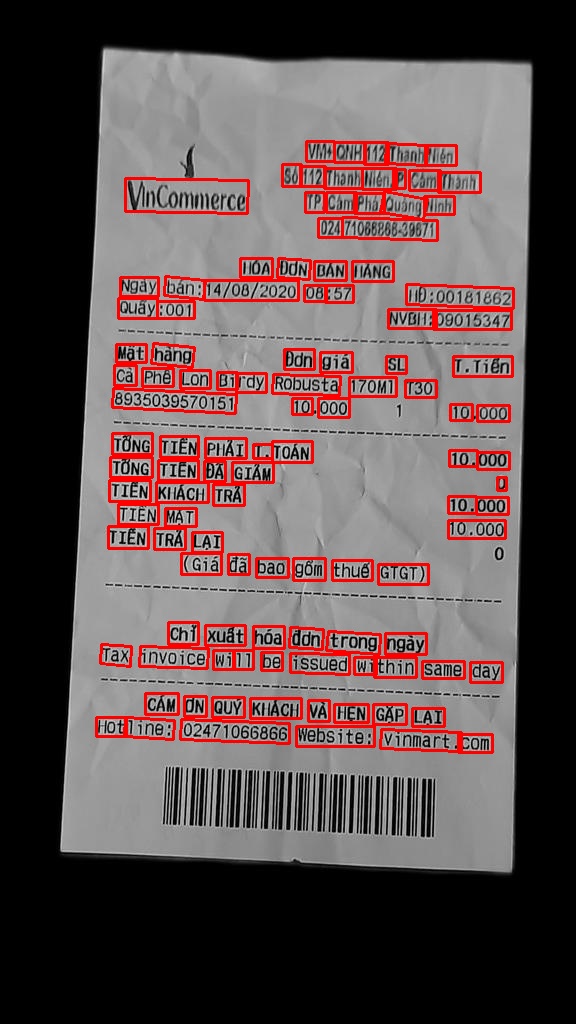 VinCommerce
VM+ QNH 112 Thanh Niên
Số 112 Thanh Niên, P. Cẩm Thành
TP. Cẩm Phả, Quảng Ninh
024.71066866-39671
HÓA ĐƠN BÁN HÀNG
Ngày bán:14/08/2020 08:57 HĐ:00181862
Quầy:001 NVBH:09015347
Mặt hàng Đơn giá SL T.Tiền
Cà Phê Lon Birdy Robusta 170Ml T30
8935039570151 10.000 1 10.000
TỔNG TIỀN PHẢI T.TOÁN 10.000
TỔNG TIỀN ĐÃ GIẢM 0
TIỀN KHÁCH TRẢ 10.000
TIỀN MẶT 10.000
TIỀN TRẢ LẠI 0
(Giá đã bao gồm thuế GTGT)
Chỉ xuất hóa đơn trong ngày
Tax invoice will be issued within same day
CẢM ƠN QUÝ KHÁCH VÀ HẸN GẶP LẠI
Hotline: 02471066866 Website: vinmart.com